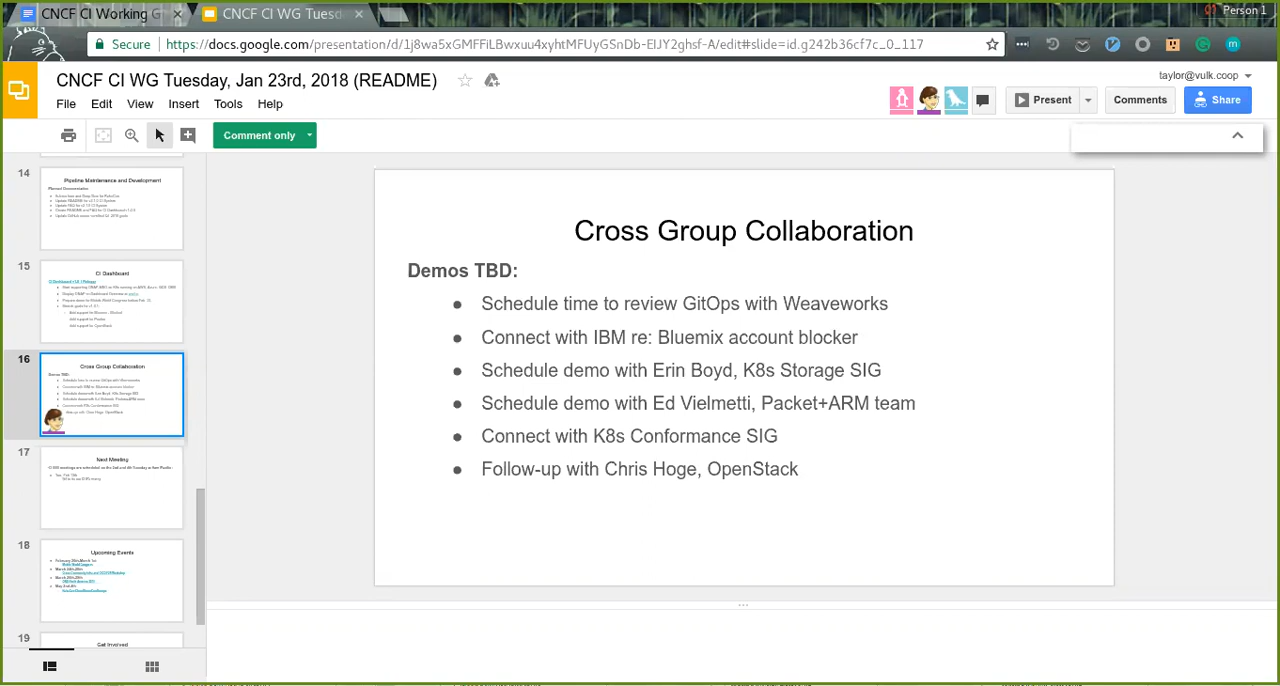 CNCF CI Working G
CNCF CI WG Tuesd
Person 1
Secure
https://docs.google.com/presentation/d/1j8wa5xGMFFiLBwxuu4xyhtMFUyGSnDb-EIJY2ghsf-A/edit#slide=id.g242b36cf7c_0_117
CNCF CI WG Tuesday, Jan 23rd, 2018 (README)
taylor@vulk.coop
File Edit View Insert Tools Help
Present
Comments
Share
Comment only
14
Pipeline Maintenance and Development
15
CI Dashboard
16
Cross Group Collaboration
Demos TBD:
17
Next Meeting
18
Upcoming Events
19
Get Involved
Cross Group Collaboration
Demos TBD:
● Schedule time to review GitOps with Weaveworks
● Connect with IBM re: Bluemix account blocker
● Schedule demo with Erin Boyd, K8s Storage SIG
● Schedule demo with Ed Vielmetti, Packet+ARM team
● Connect with K8s Conformance SIG
● Follow-up with Chris Hoge, OpenStack